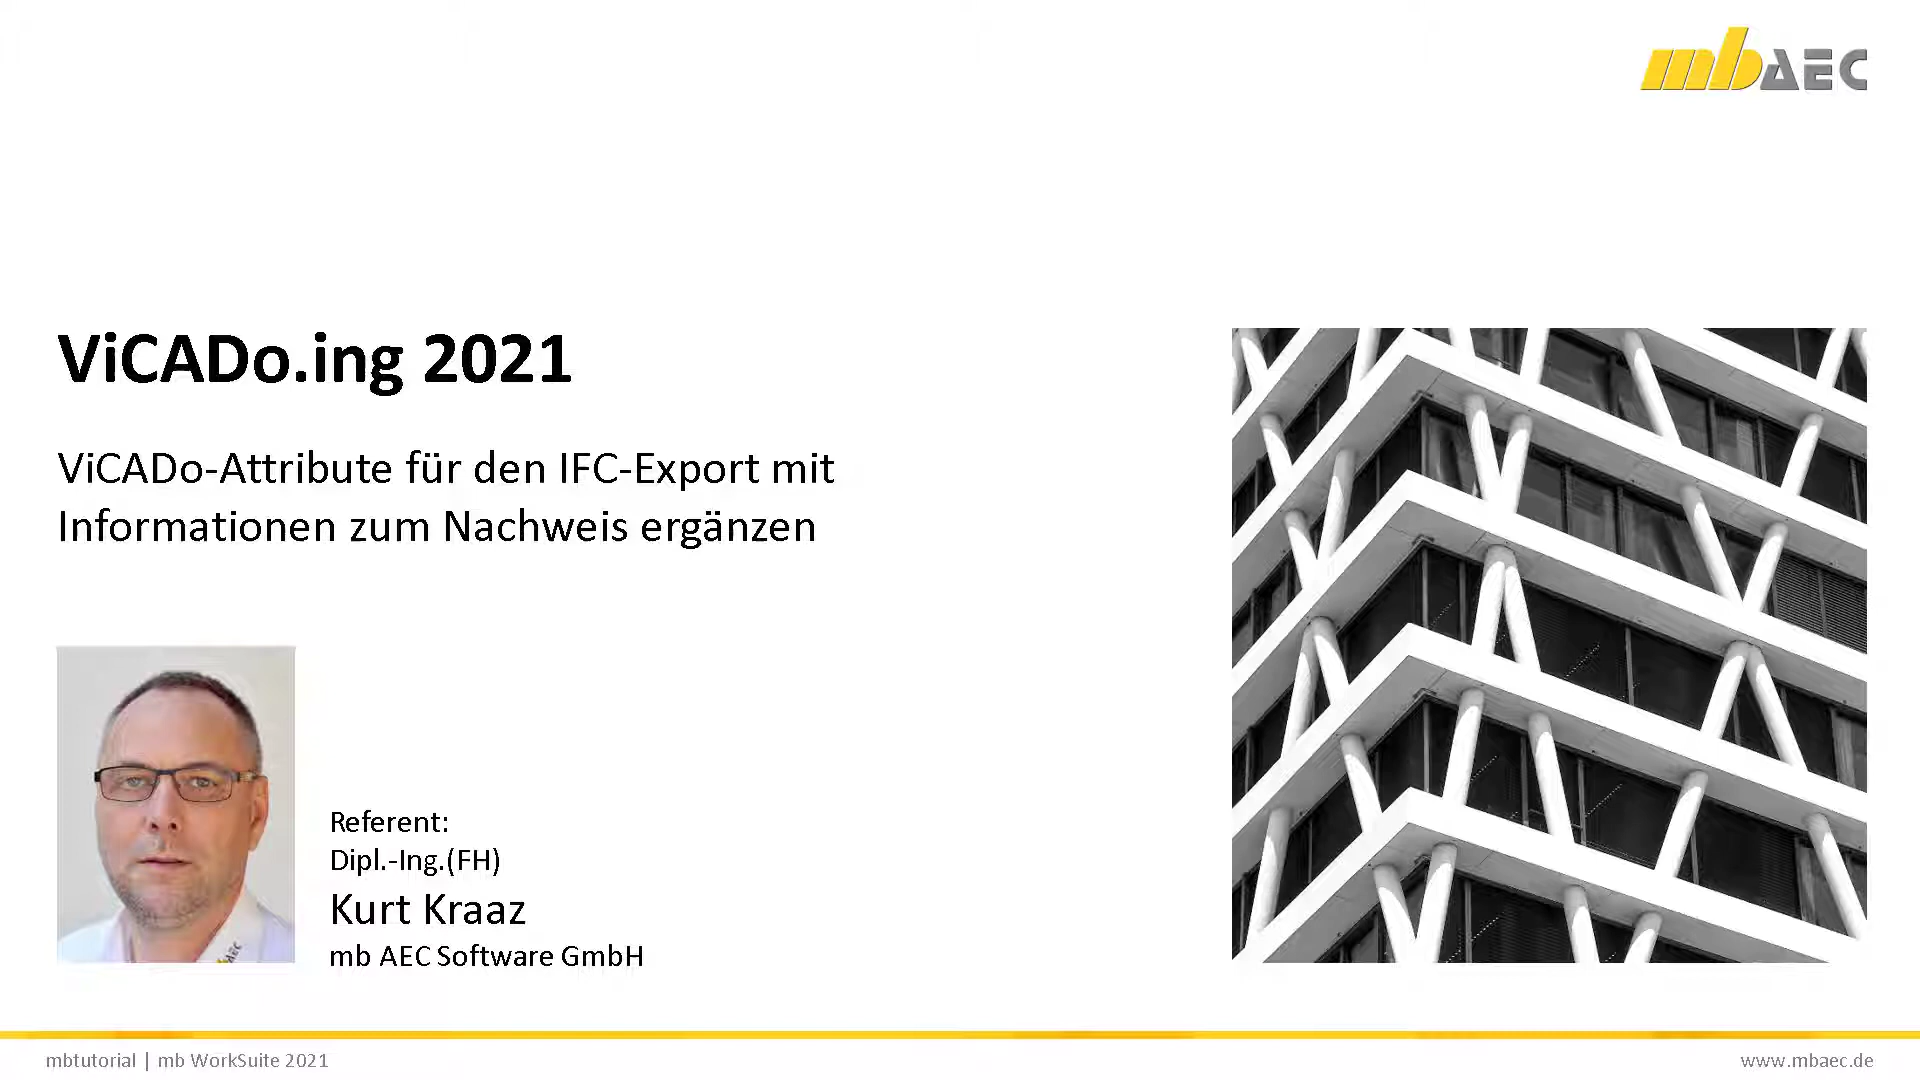 mbAEC
ViCADo.ing 2021
ViCADo-Attribute für den IFC-Export mit
Informationen zum Nachweis ergänzen
AEC
Referent:
Dipl.-Ing.(FH)
Kurt Kraaz
mb AEC Software GmbH
mbtutorial | mb WorkSuite 2021
www.mbaec.de